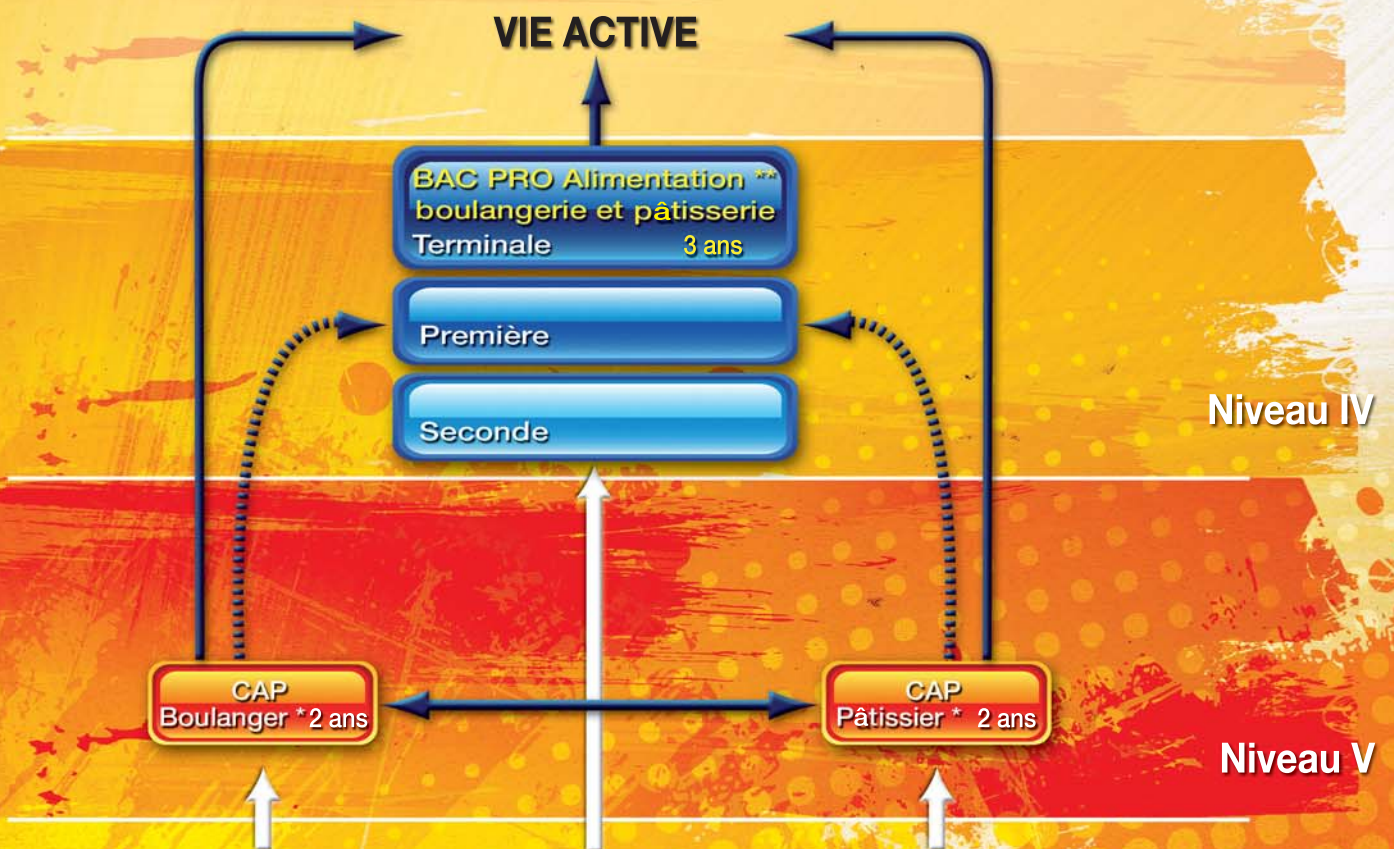 VIE ACTIVE
BAC PRO Alimentation **
boulangerie et pâtisserie
Terminale 3 ans
Première
Seconde
Niveau IV
CAP
Boulanger * 2 ans
CAP
Pâtissier * 2 ans
Niveau V